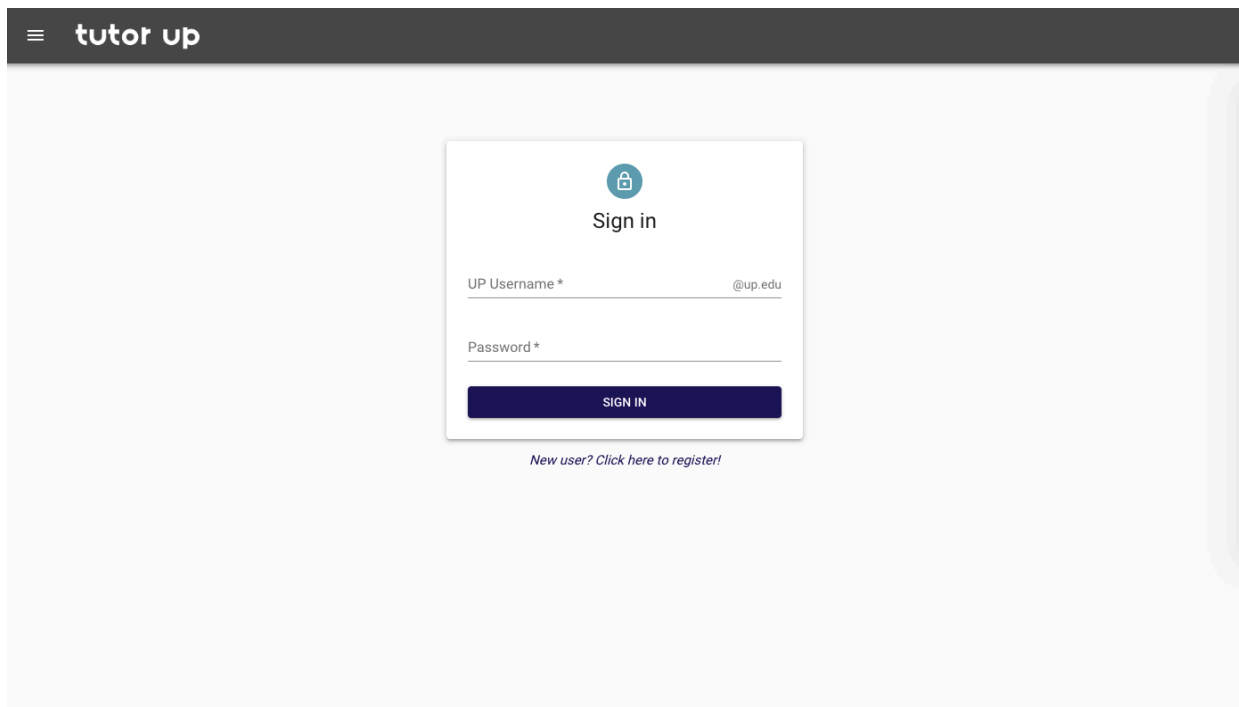 tutor up
Sign in
UP Username * @up.edu
Password *
SIGN IN
New user? Click here to register!